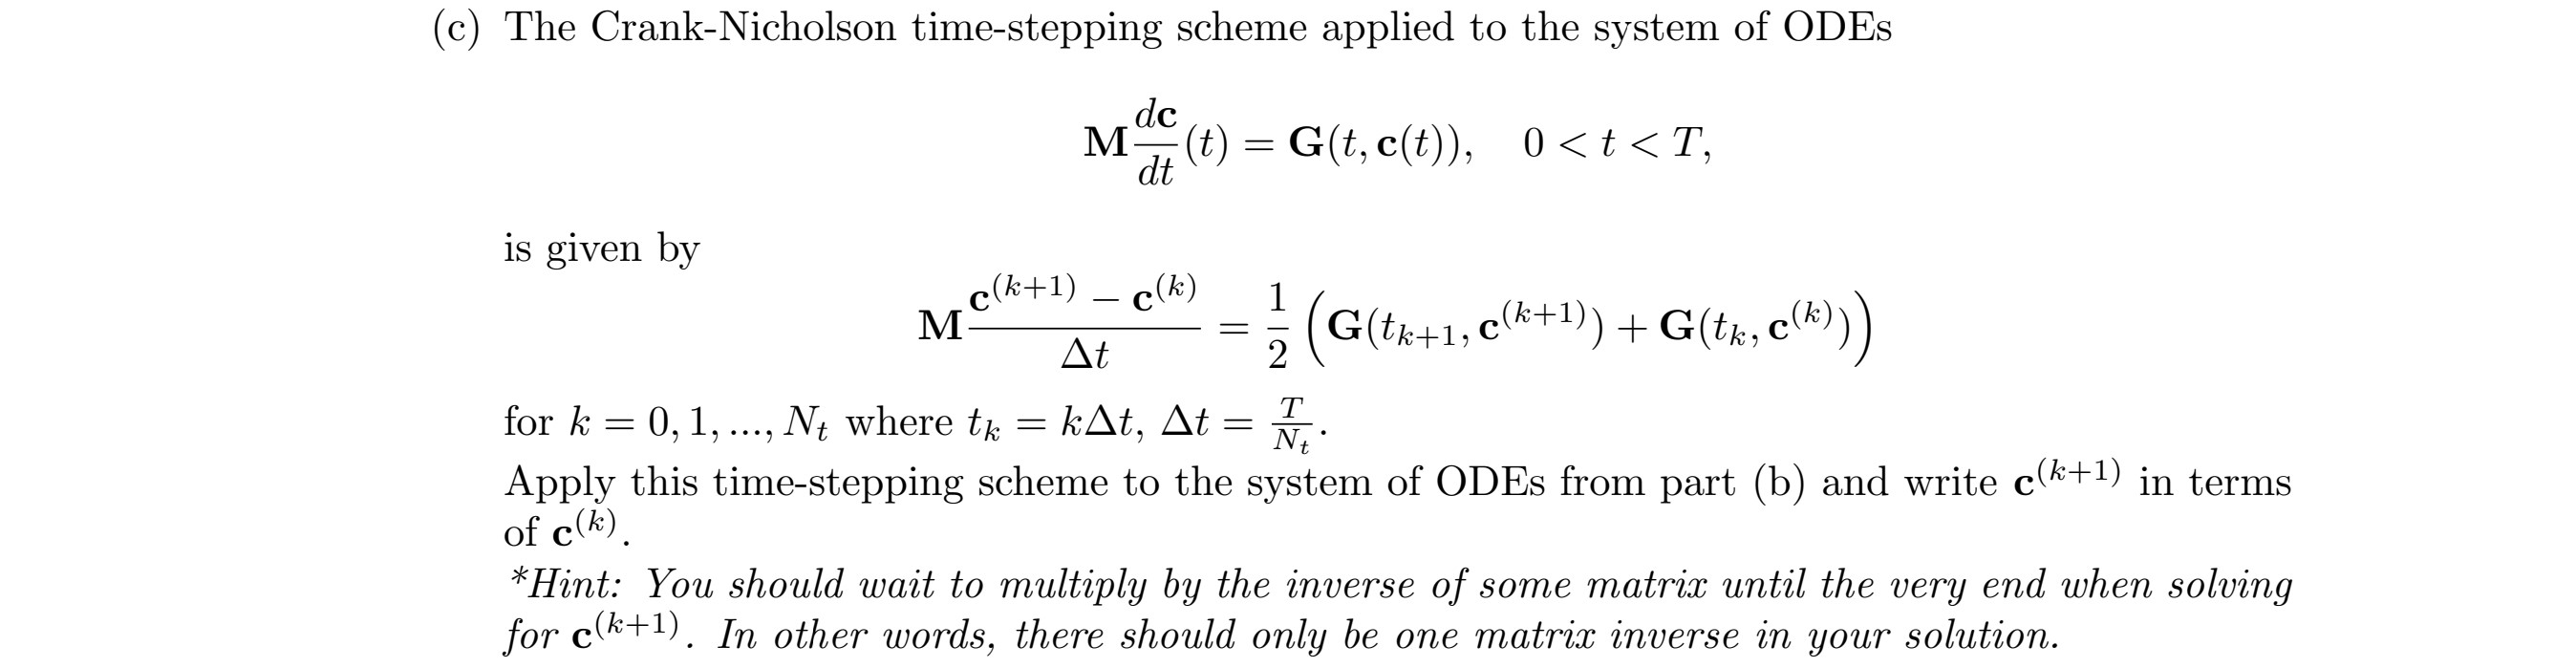 (c) The Crank-Nicholson time-stepping scheme applied to the system of ODEs
$\mathbf{M}\frac{d\mathbf{c}}{dt}(t) = \mathbf{G}(t, \mathbf{c}(t)), \quad 0 < t < T,$
is given by
$\mathbf{M}\frac{\mathbf{c}^{(k+1)} - \mathbf{c}^{(k)}}{\Delta t} = \frac{1}{2}\left(\mathbf{G}(t_{k+1}, \mathbf{c}^{(k+1)}) + \mathbf{G}(t_k, \mathbf{c}^{(k)})\right)$
for $k = 0, 1, ..., N_t$ where $t_k = k\Delta t$, $\Delta t = \frac{T}{N_t}$.
Apply this time-stepping scheme to the system of ODEs from part (b) and write $\mathbf{c}^{(k+1)}$ in terms
of $\mathbf{c}^{(k)}$.
*Hint: You should wait to multiply by the inverse of some matrix until the very end when solving
for $\mathbf{c}^{(k+1)}$. In other words, there should only be one matrix inverse in your solution.